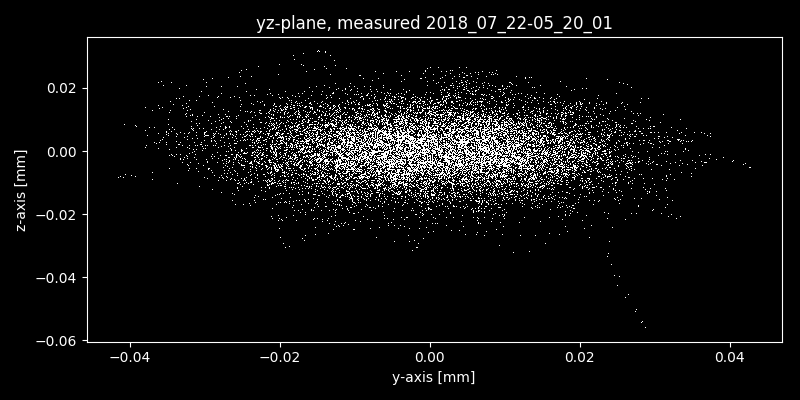 yz-plane, measured 2018_07_22-05_20_01
0.02
0.00
−0.02
−0.04
−0.06
z-axis [mm]
−0.04 −0.02 0.00 0.02 0.04
y-axis [mm]